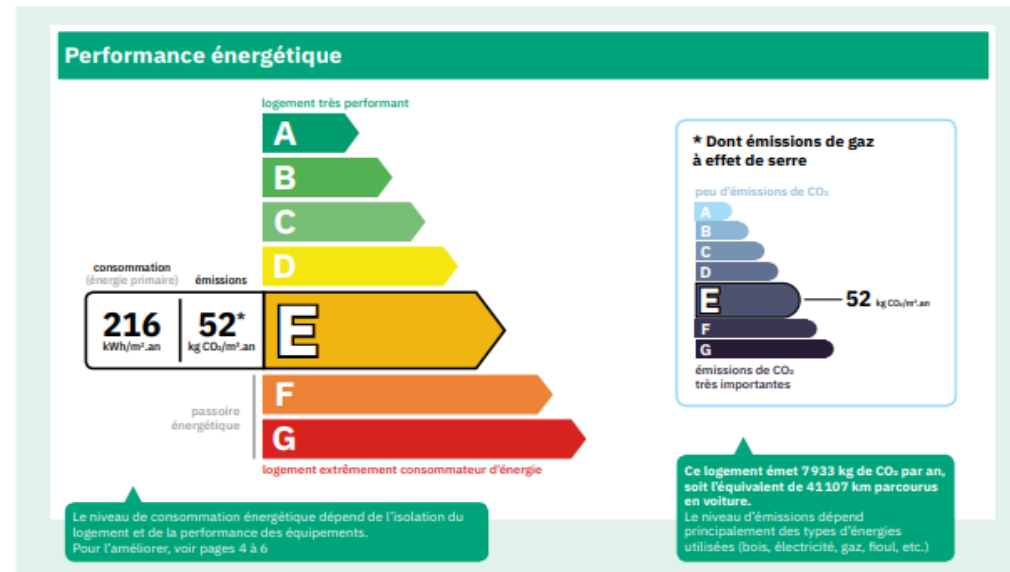 Performance énergétique
logement très performant
A
B
C
D
consommation
(énergie primaire)
émissions
216
kWh/m².an
52*
kg CO₂/m².an
E
F
G
passoire
énergétique
logement extrêmement consommateur d'énergie
Le niveau de consommation énergétique dépend de l'isolation du
logement et de la performance des équipements.
Pour l'améliorer, voir pages 4 à 6
* Dont émissions de gaz
à effet de serre
peu d'émissions de CO₂
A
B
C
D
E
52 kg CO₂/m².an
F
G
émissions de CO₂
très importantes
Ce logement émet 7 933 kg de CO₂ par an,
soit l'équivalent de 41 107 km parcourus
en voiture.
Le niveau d'émissions dépend
principalement des types d'énergies
utilisées (bois, électricité, gaz, fioul, etc.)